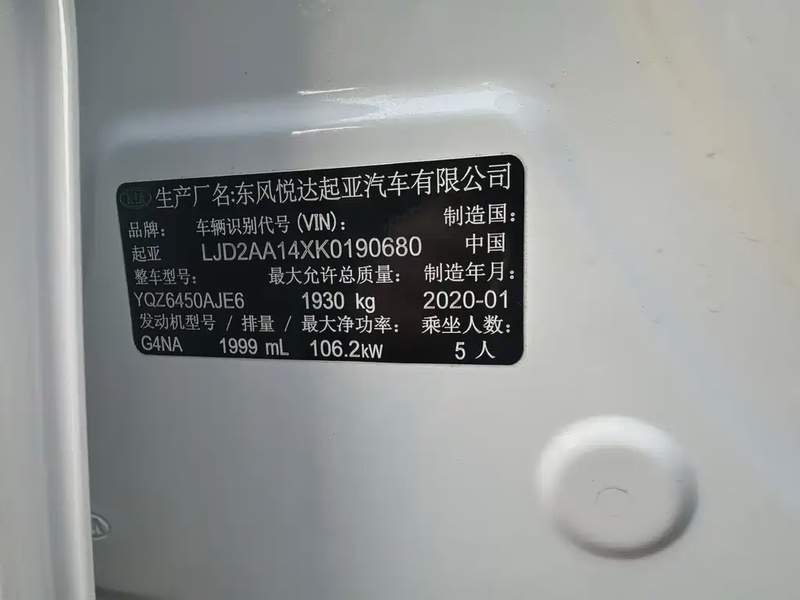 KIA 生产厂名:东风悦达起亚汽车有限公司
品牌: 车辆识别代号(VIN): 制造国:
起亚 LJD2AA14XK0190680 中国
整车型号: 最大允许总质量: 制造年月:
YQZ6450AJE6 1930 kg 2020-01
发动机型号 / 排量 / 最大净功率: 乘坐人数:
G4NA 1999 mL 106.2kW 5 人